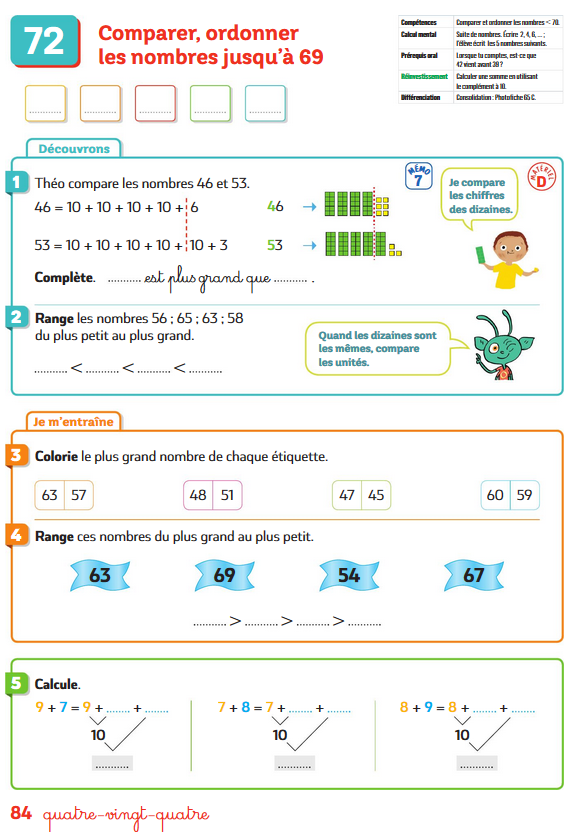 72
Comparer, ordonner
les nombres jusqu'à 69
Compétences Comparer et ordonner les nombres < 70.
Calcul mental Suite de nombres. Écrire 2, 4, 6, ... ;
l'élève écrit les 5 nombres suivants.
Prérequis oral Lorsque tu comptes, est-ce que
42 vient avant 39 ?
Réinvestissement Calculer une somme en utilisant
le complément à 10.
Différenciation Consolidation : Photofiche 65 C.
Découvrons
1 Théo compare les nombres 46 et 53.
MÉMO
7
MATÉRIEL
D
Je compare
les chiffres
des dizaines.
46 = 10 + 10 + 10 + 10 + 6 46
53 = 10 + 10 + 10 + 10 + 10 + 3 53
Complète. ........... est plus grand que ........... .
2 Range les nombres 56 ; 65 ; 63 ; 58
du plus petit au plus grand.
Quand les dizaines sont
les mêmes, compare
les unités.
........... < ........... < ........... < ...........
Je m'entraîne
3 Colorie le plus grand nombre de chaque étiquette.
63 57 48 51 47 45 60 59
4 Range ces nombres du plus grand au plus petit.
63 69 54 67
........... > ........... > ........... > ...........
5 Calcule.
9 + 7 = 9 + ........ + ........ 7 + 8 = 7 + ........ + ........ 8 + 9 = 8 + ........ + ........
10 10 10
........... ........... ...........
84 quatre-vingt-quatre